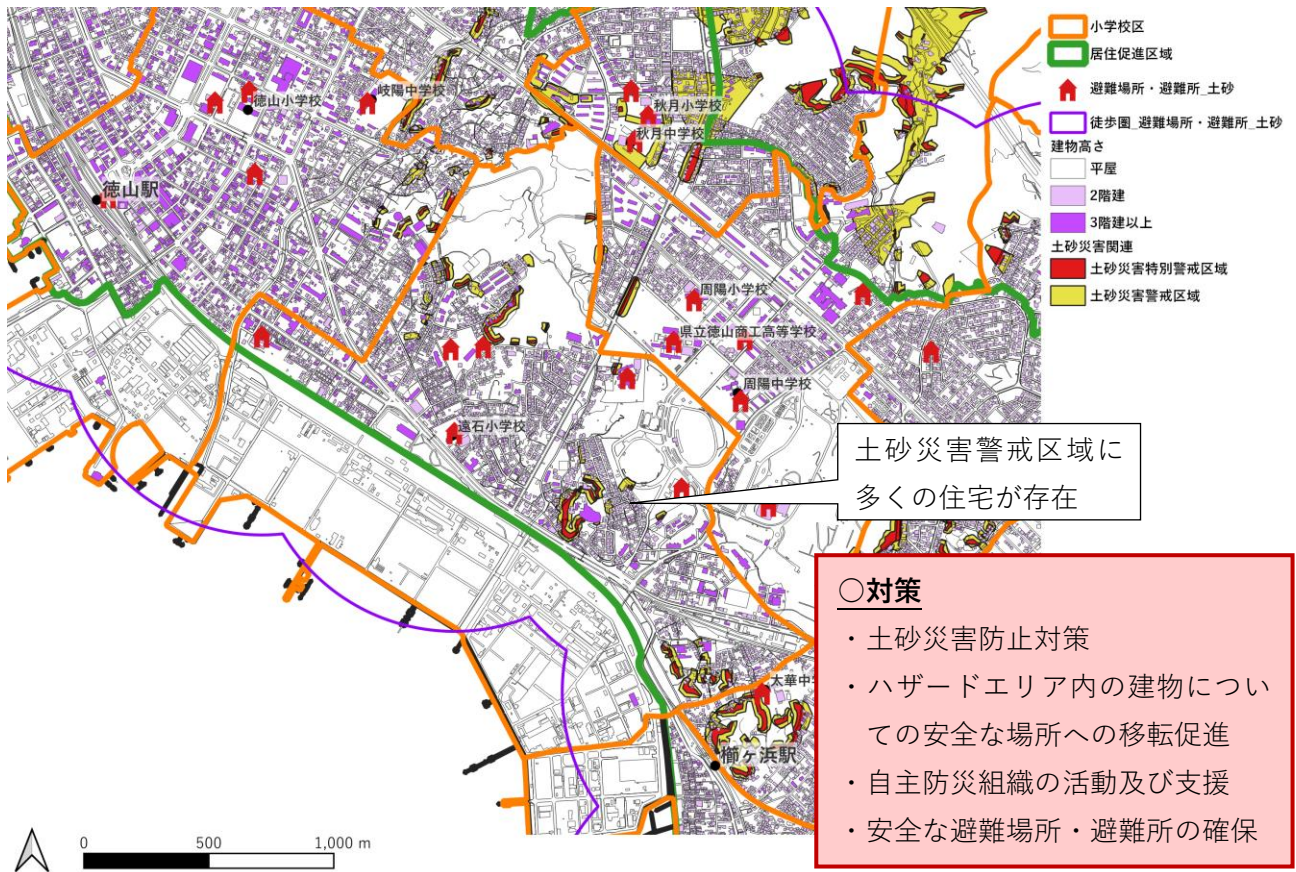 小学校区
居住促進区域
避難場所・避難所_土砂
徒歩圏_避難場所・避難所_土砂
建物高さ
平屋
2階建
3階建以上
土砂災害関連
土砂災害特別警戒区域
土砂災害警戒区域
岐陽中学校
徳山小学校
秋月小学校
秋月中学校
徳山駅
周陽小学校
県立徳山商工高等学校
周陽中学校
遠石小学校
土砂災害警戒区域に
多くの住宅が存在
太華中学
櫛ヶ浜駅
○対策
・土砂災害防止対策
・ハザードエリア内の建物につい
ての安全な場所への移転促進
・自主防災組織の活動及び支援
・安全な避難場所・避難所の確保
0 500 1,000 m